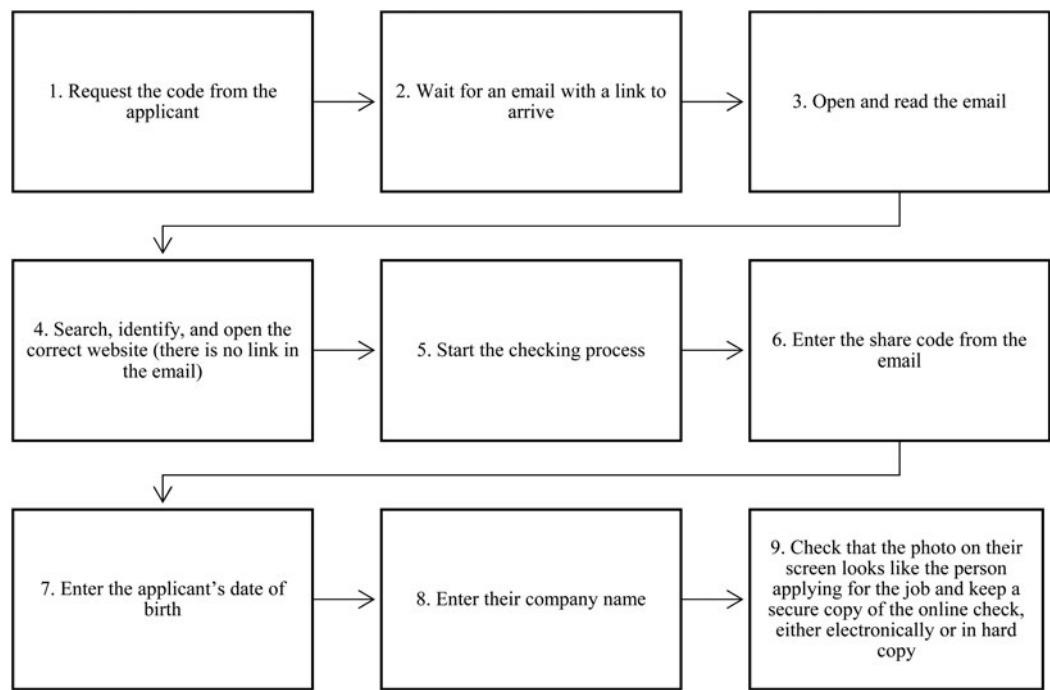 1. Request the code from the
applicant
2. Wait for an email with a link to
arrive
3. Open and read the email
4. Search, identify, and open the
correct website (there is no link in
the email)
5. Start the checking process
6. Enter the share code from the
email
7. Enter the applicant’s date of
birth
8. Enter their company name
9. Check that the photo on their
screen looks like the person
applying for the job and keep a
secure copy of the online check,
either electronically or in hard
copy